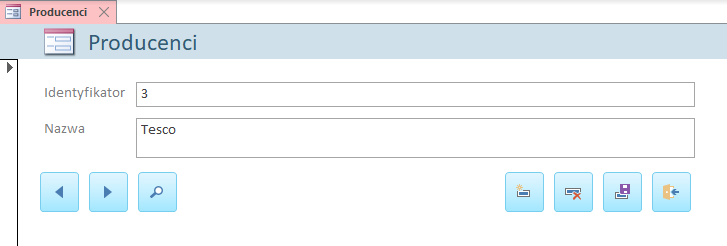 Producenci
Producenci
Identyfikator 3
Nazwa Tesco